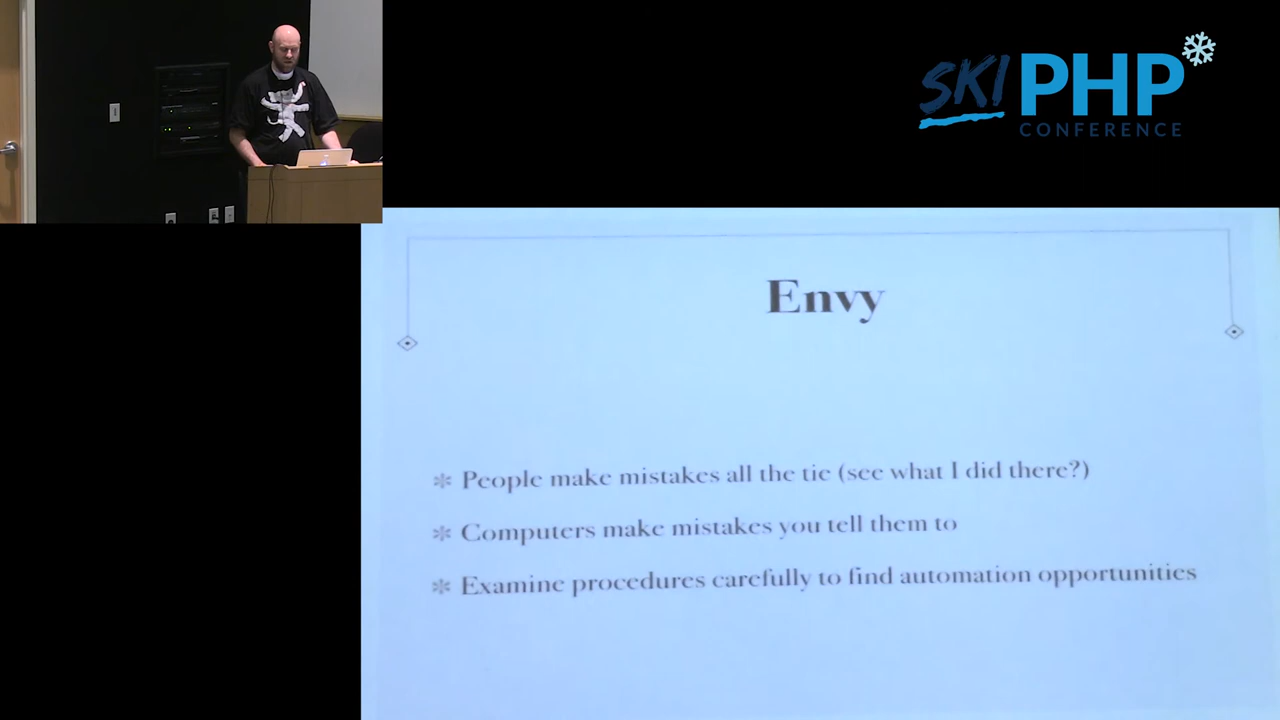 SKI PHP
CONFERENCE
Envy
People make mistakes all the tie (see what I did there?)
Computers make mistakes you tell them to
Examine procedures carefully to find automation opportunities